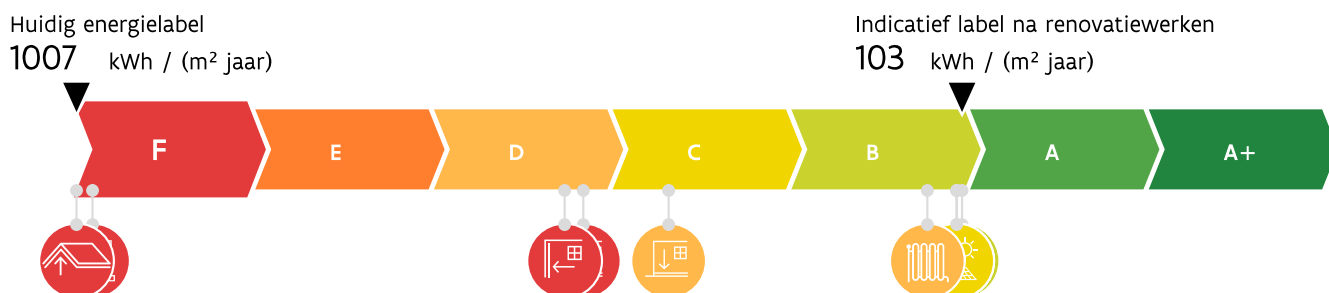 Huidig energielabel
1007 kWh / (m² jaar)
Indicatief label na renovatiewerken
103 kWh / (m² jaar)
F E D C B A A+